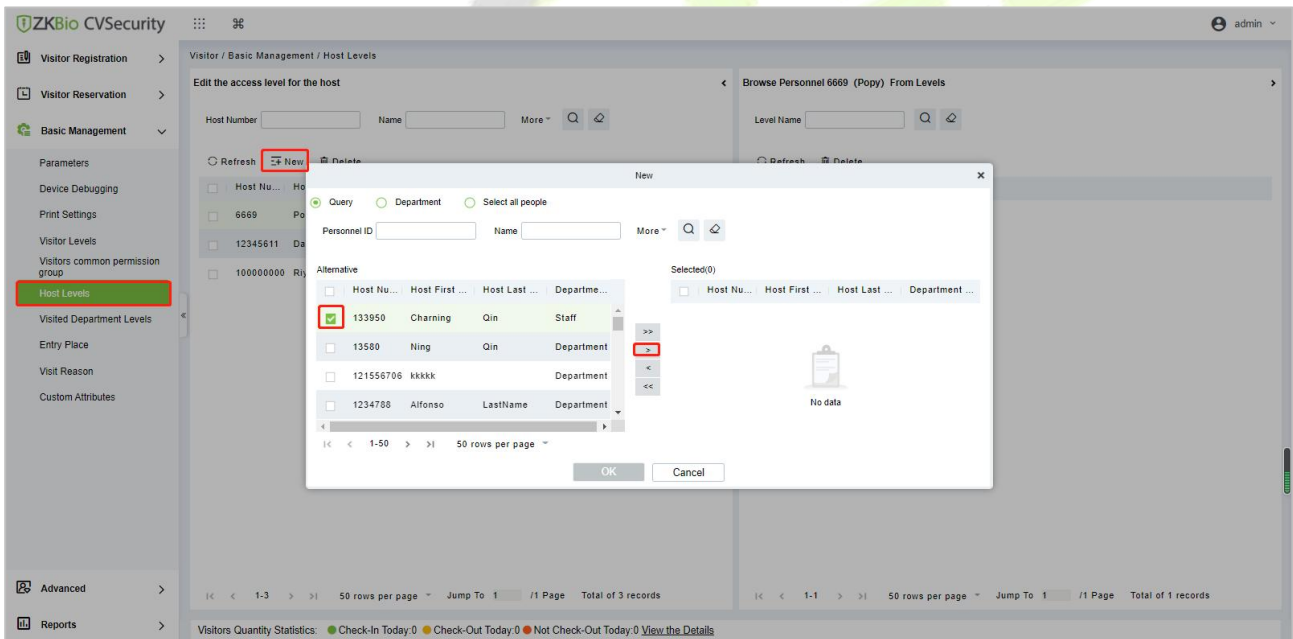 ZKBio CVSecurity
admin
Visitor Registration
Visitor Reservation
Basic Management
Parameters
Device Debugging
Print Settings
Visitor Levels
Visitors common permission
group
Host Levels
Visited Department Levels
Entry Place
Visit Reason
Custom Attributes
Advanced
Reports
Visitor / Basic Management / Host Levels
Edit the access level for the host
Host Number Name More
Refresh New Delete
Host Nu... Ho
6669 Po
12345611 Da
100000000 Riy
1-3 50 rows per page Jump To 1 /1 Page Total of 3 records
Browse Personnel 6669 (Popy) From Levels
Level Name
Refresh Delete
1-1 50 rows per page Jump To 1 /1 Page Total of 1 records
New
Query Department Select all people
Personnel ID Name More
Alternative
Host Nu... Host First ... Host Last ... Departme...
133950 Charning Qin Staff
13580 Ning Qin Department
121556706 kkkkk Department
1234788 Alfonso LastName Department
1-50 50 rows per page
>>
>
<
<<
Selected(0)
Host Nu... Host First ... Host Last ... Department ...
No data
OK Cancel
Visitors Quantity Statistics: Check-In Today:0 Check-Out Today:0 Not Check-Out Today:0 View the Details